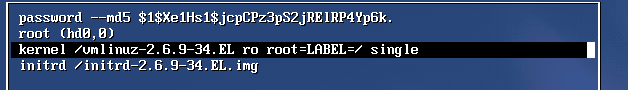 password --md5 $1$Xe1Hs1$jcpCPz3pS2jRElRP4Yp6k.
root (hd0,0)
kernel /vmlinuz-2.6.9-34.EL ro root=LABEL=/ single
initrd /initrd-2.6.9-34.EL.img